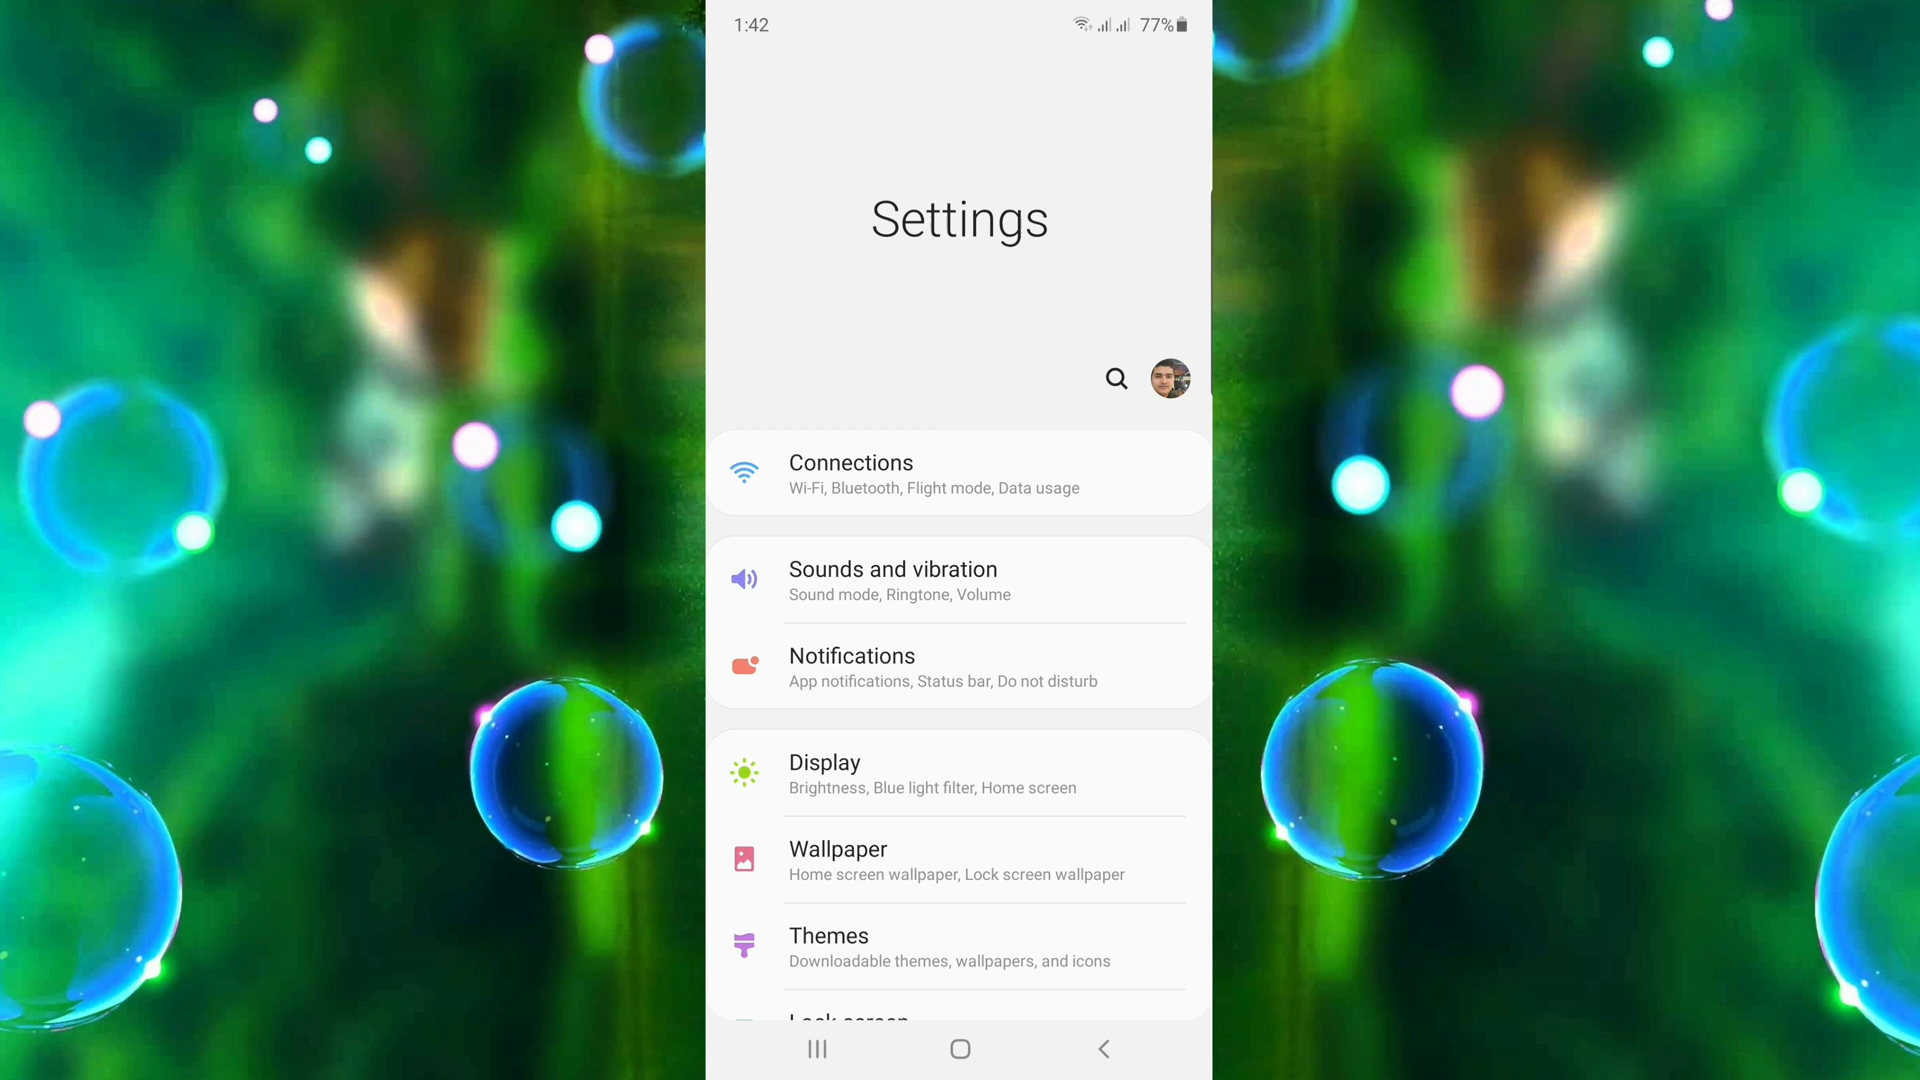 1:42
77%
Settings
Connections
Wi-Fi, Bluetooth, Flight mode, Data usage
Sounds and vibration
Sound mode, Ringtone, Volume
Notifications
App notifications, Status bar, Do not disturb
Display
Brightness, Blue light filter, Home screen
Wallpaper
Home screen wallpaper, Lock screen wallpaper
Themes
Downloadable themes, wallpapers, and icons
Lock screen